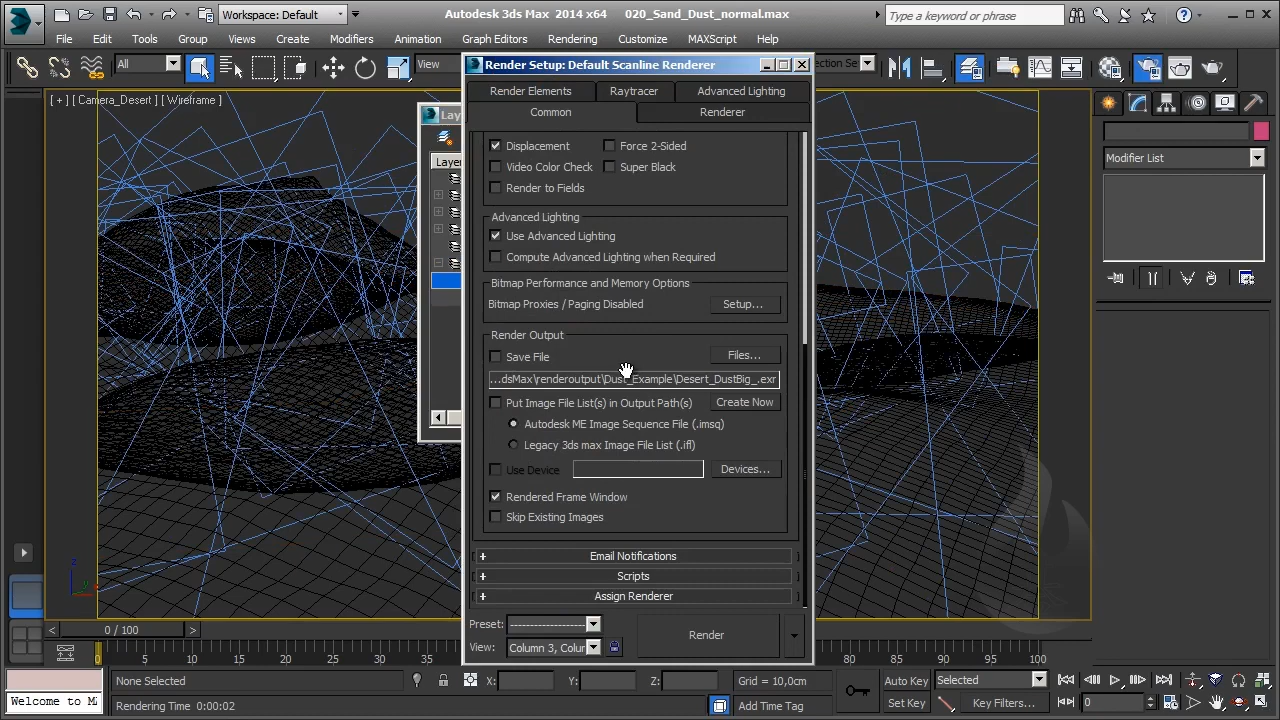 Workspace: Default
Autodesk 3ds Max 2014 x64 020_Sand_Dust_normal.max
Type a keyword or phrase
File Edit Tools Group Views Create Modifiers Animation Graph Editors Rendering Customize MAXScript Help
All
View
[ + ] [ Camera_Desert ] [ Wireframe ]
Render Setup: Default Scanline Renderer
Render Elements Raytracer Advanced Lighting
Common Renderer
Displacement Force 2-Sided
Video Color Check Super Black
Render to Fields
Advanced Lighting
Use Advanced Lighting
Compute Advanced Lighting when Required
Bitmap Performance and Memory Options
Bitmap Proxies / Paging Disabled Setup...
Render Output
Save File Files...
...dsMax\renderoutput\Dust_Example\Desert_DustBig_.exr
Put Image File List(s) in Output Path(s) Create Now
Autodesk ME Image Sequence File (.imsq)
Legacy 3ds max Image File List (.ifl)
Use Device Devices...
Rendered Frame Window
Skip Existing Images
+ Email Notifications
+ Scripts
+ Assign Renderer
Preset: -------------------
View: Column 3, Colur
Render
Modifier List
0 / 100
0 5 10 15 20 25 30 35 80 85 90 95 100
None Selected X: Y: Z: Grid = 10,0cm Auto Key Selected
Welcome to MA
Rendering Time 0:00:02 Add Time Tag Set Key Key Filters... 0